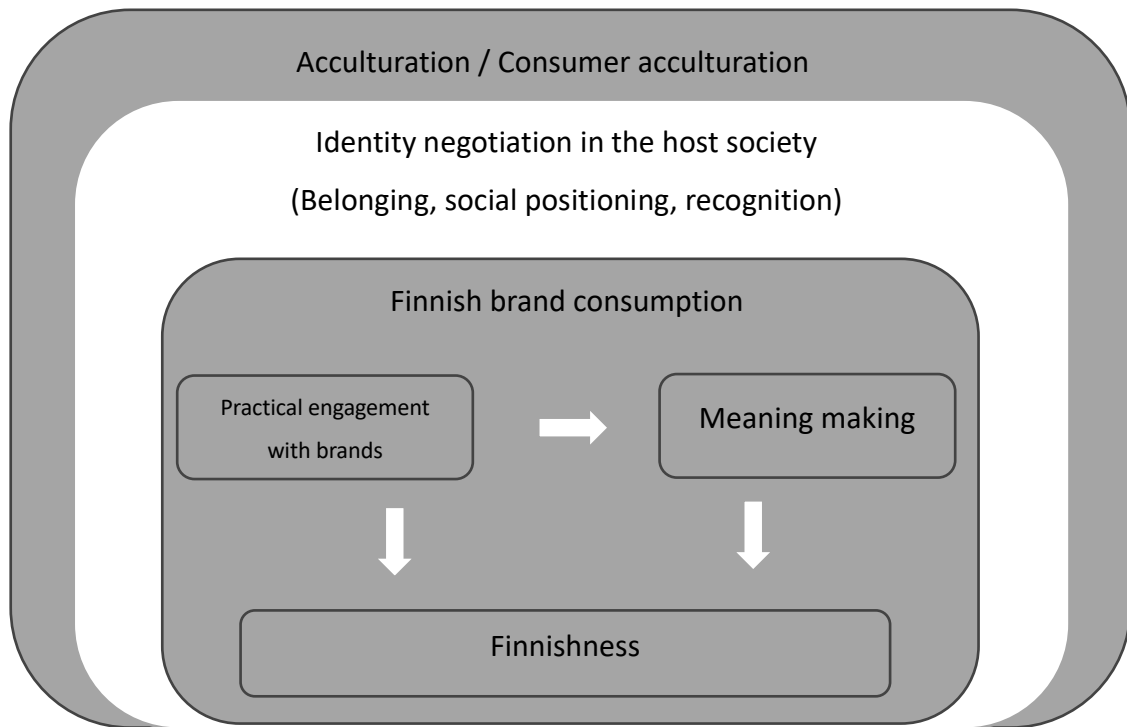 Acculturation / Consumer acculturation
Identity negotiation in the host society
(Belonging, social positioning, recognition)
Finnish brand consumption
Practical engagement
with brands
Meaning making
Finnishness